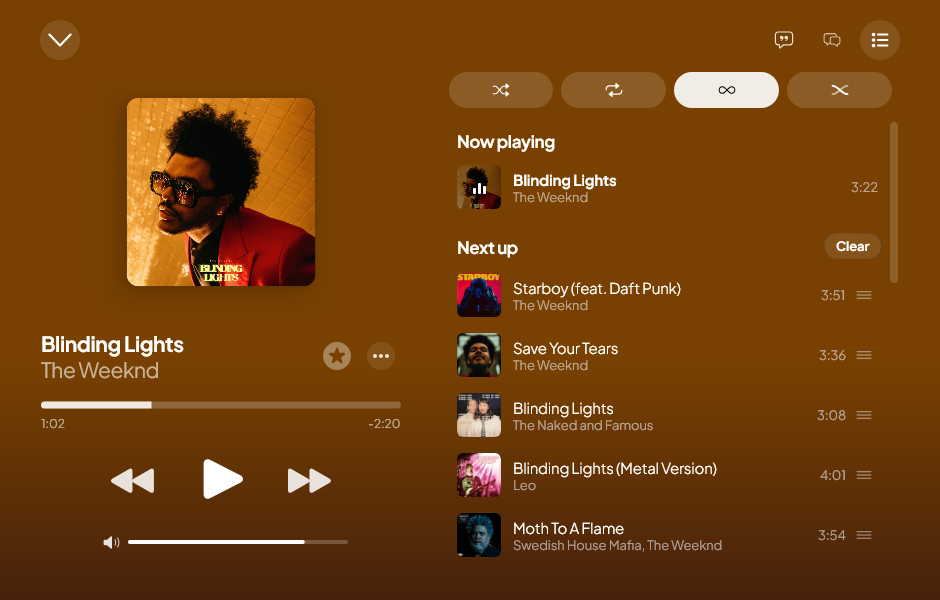 BLINDING
LIGHTS
Blinding Lights
The Weeknd
1:02
-2:20
Now playing
Blinding Lights
The Weeknd
3:22
Next up
Clear
STARBOY
Starboy (feat. Daft Punk)
The Weeknd
3:51
Save Your Tears
The Weeknd
3:36
Blinding Lights
The Naked and Famous
3:08
Blinding Lights (Metal Version)
Leo
4:01
Moth To A Flame
Swedish House Mafia, The Weeknd
3:54